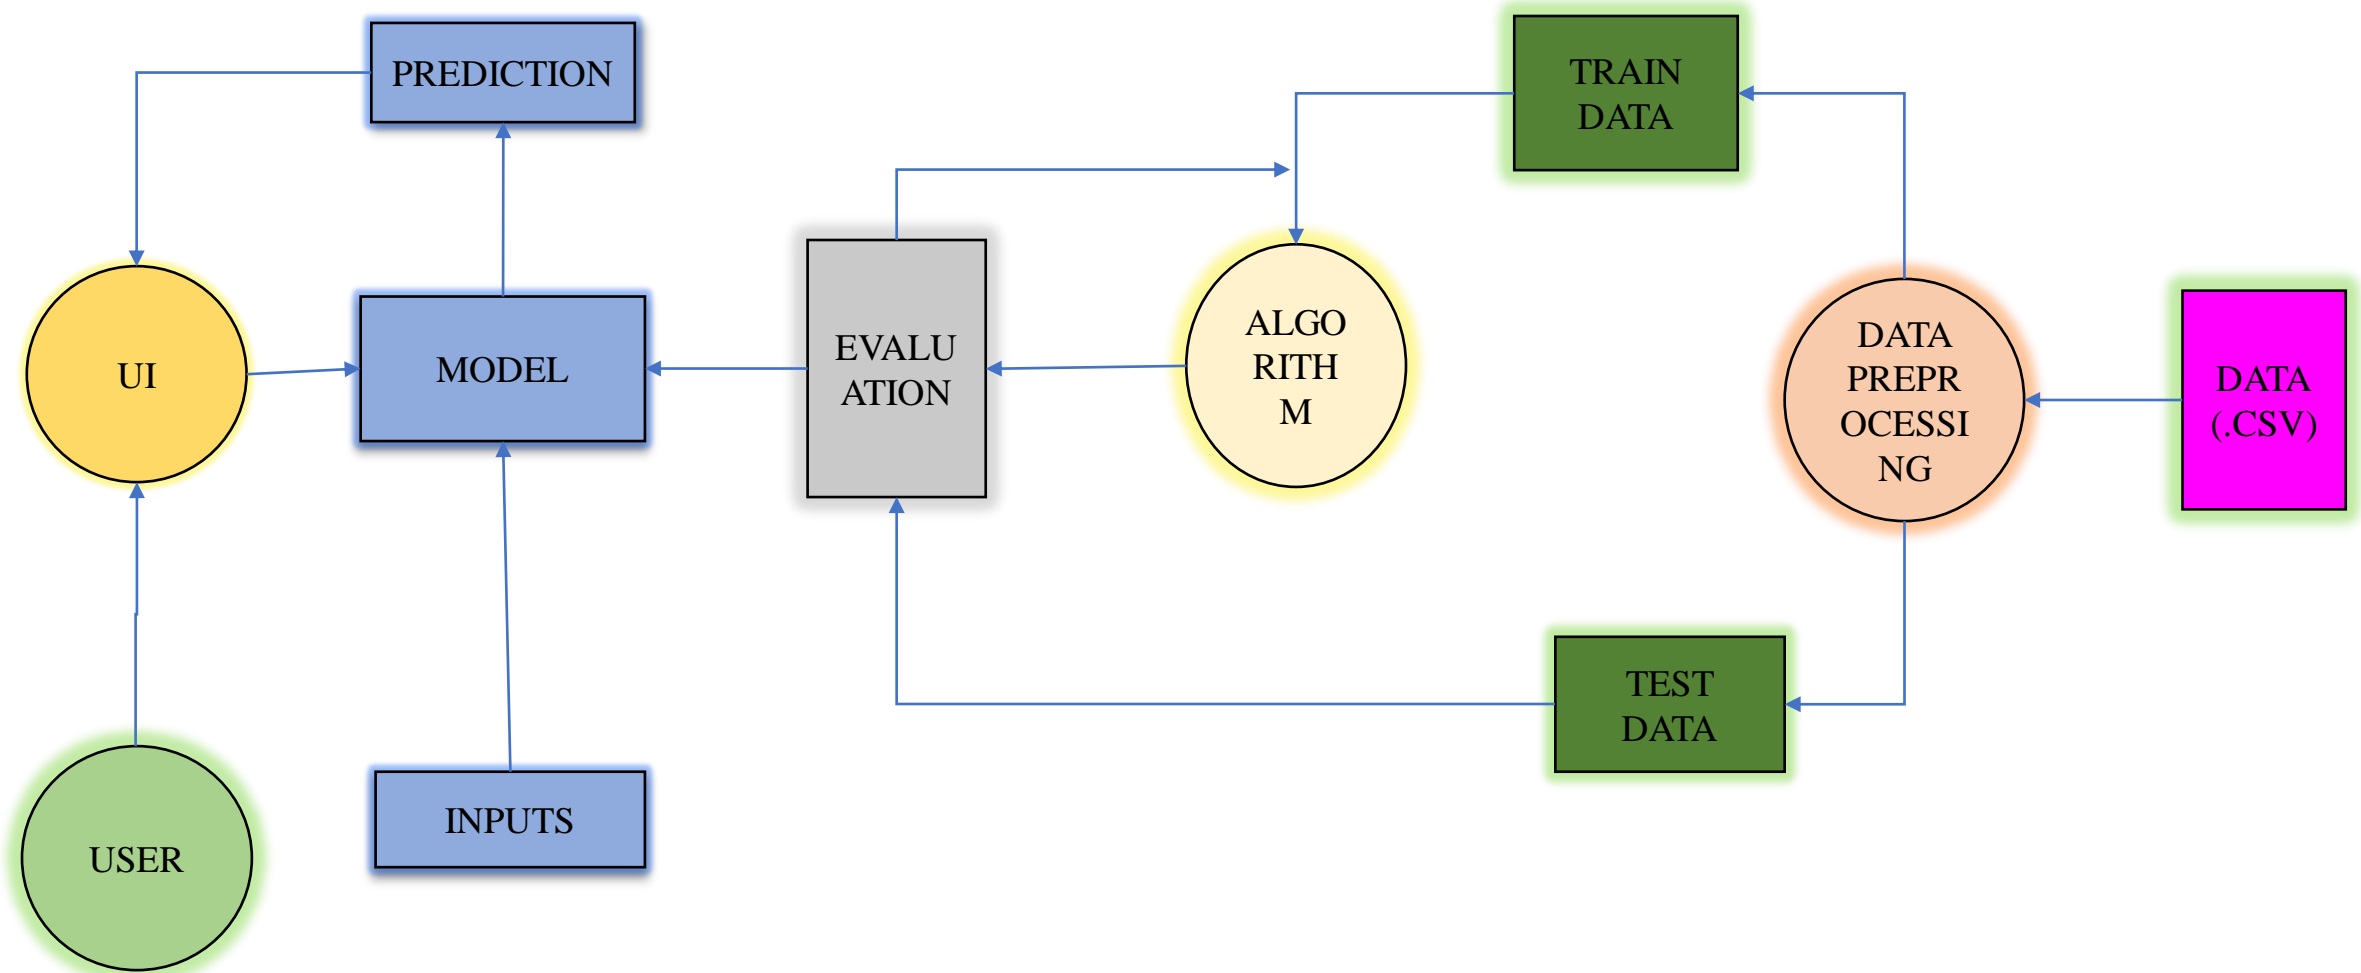 PREDICTION
TRAIN
DATA
UI
MODEL
EVALU
ATION
ALGO
RITH
M
DATA
PREPR
OCESSI
NG
DATA
(.CSV)
TEST
DATA
INPUTS
USER